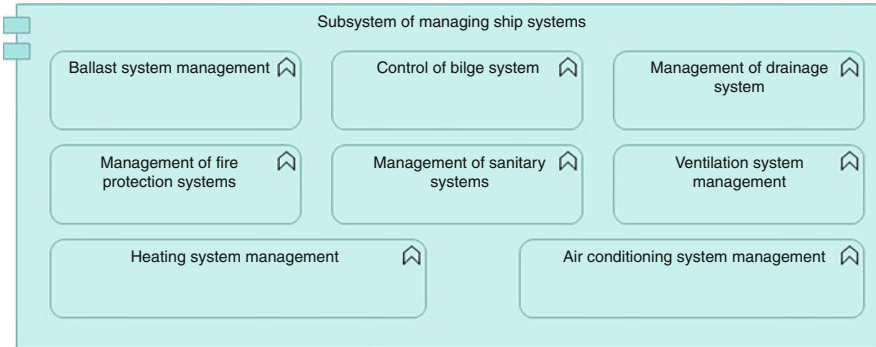 Subsystem of managing ship systems
Ballast system management
Control of bilge system
Management of drainage
system
Management of fire
protection systems
Management of sanitary
systems
Ventilation system
management
Heating system management
Air conditioning system management